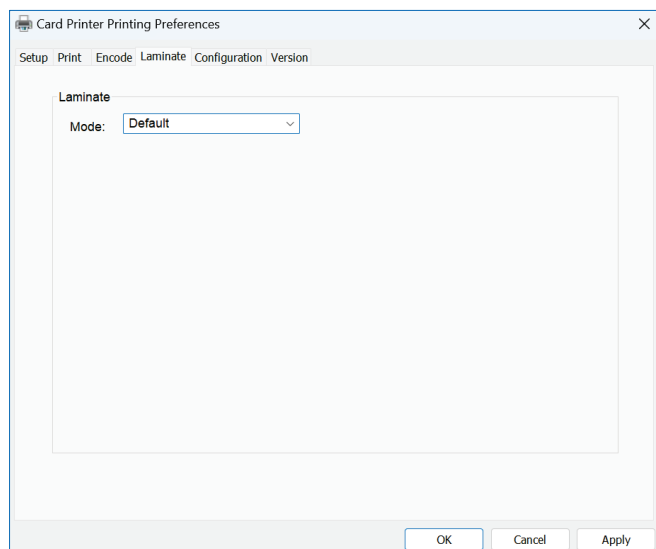 Card Printer Printing Preferences
Setup Print Encode Laminate Configuration Version
Laminate
Mode: Default
OK Cancel Apply